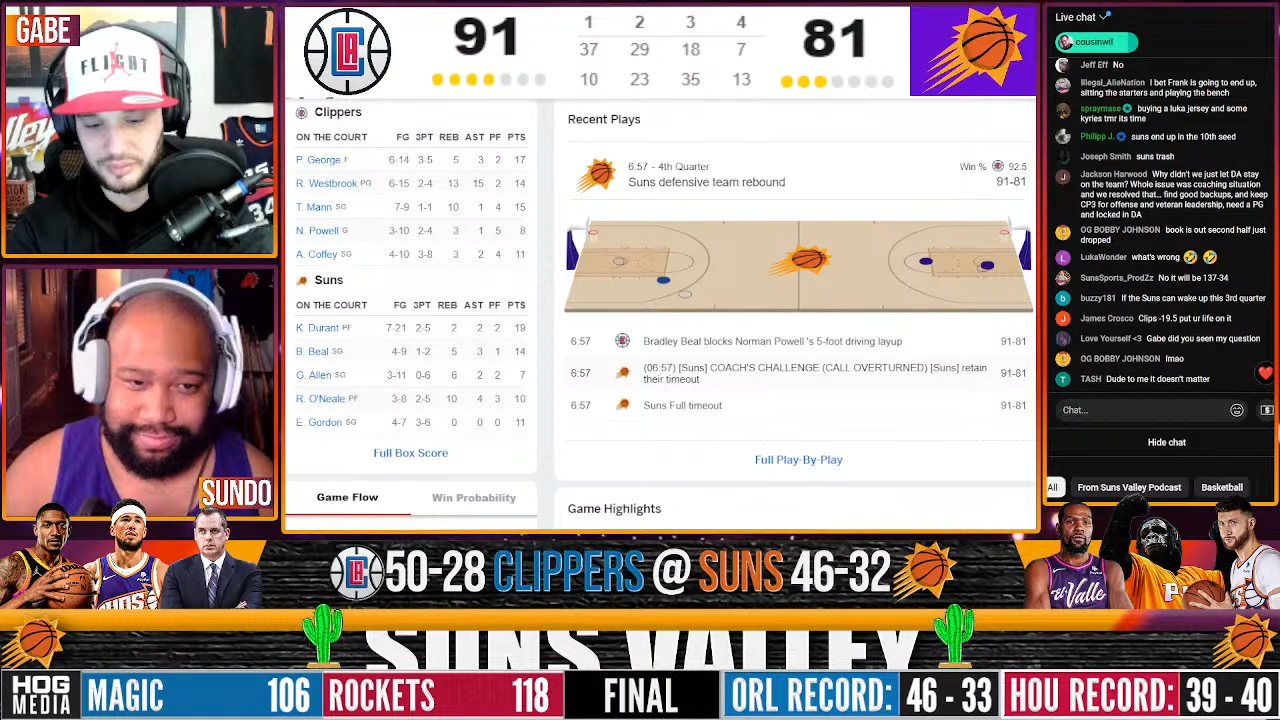 GABE
FLIGHT
SUNDO
91
1 2 3 4
37 29 18 7
10 23 35 13
81
LA
Clippers
ON THE COURT FG 3PT REB AST PF PTS
P. George F 6-14 3-5 5 3 2 17
R. Westbrook PG 6-15 2-4 13 15 2 14
T. Mann SG 7-9 1-1 10 1 4 15
N. Powell G 3-10 2-4 3 1 5 8
A. Coffey SG 4-10 3-8 3 2 4 11
Suns
ON THE COURT FG 3PT REB AST PF PTS
K. Durant PF 7-21 2-5 2 2 2 19
B. Beal SG 4-9 1-2 5 3 1 14
G. Allen SG 3-11 0-6 6 2 2 7
R. O'Neale PF 3-8 2-5 10 4 3 10
E. Gordon SG 4-7 3-6 0 0 0 11
Full Box Score
Game Flow Win Probability
Recent Plays
6:57 - 4th Quarter
Suns defensive team rebound
Win % 92.5
91-81
6:57 Bradley Beal blocks Norman Powell 's 5-foot driving layup 91-81
6:57 (06:57) [Suns] COACH'S CHALLENGE (CALL OVERTURNED) [Suns] retain their timeout 91-81
6:57 Suns Full timeout 91-81
Full Play-By-Play
Game Highlights
Live chat
cousinwil
Jeff Eff No
Illegal_AlieNation I bet Frank is going to end up, sitting the starters and playing the bench
spraymase buying a luka jersey and some kyries tmr its time
Philipp J. suns end up in the 10th seed
Joseph Smith suns trash
Jackson Harwood Why didn't we just let DA stay on the team? Whole issue was coaching situation and we resolved that... find good backups, and keep CP3 for offense and veteran leadership, need a PG and locked in DA
OG BOBBY JOHNSON book is out second half just dropped
LukaWonder what's wrong 🤣 🤣
SunsSports_ProdZz No it will be 137-34
buzzy181 If the Suns can wake up this 3rd quarter
James Crosco Clips -19.5 put ur life on it
Love Yourself <3 Gabe did you seen my question
OG BOBBY JOHNSON lmao
TASH Dude to me it doesn't matter
Chat...
Hide chat
All From Suns Valley Podcast Basketball
50-28 CLIPPERS @ SUNS 46-32
SUNS VALLEY
HOG MEDIA
MAGIC 106 ROCKETS 118 FINAL ORL RECORD: 46 - 33 HOU RECORD: 39 - 40